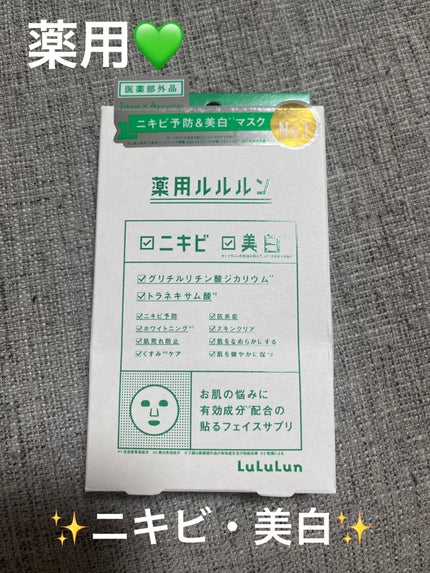 薬用💚
医薬部外品
ニキビ予防&美白*¹マスク
No.1
薬用ルルルン
☑ニキビ ☑美白
☑グリチルリチン酸ジカリウム
☑トラネキサム酸
☑ニキビ予防 ☑抗炎症
☑ホワイトニング ☑スキンクリア
☑肌荒れ防止 ☑肌をなめらかにする
☑くすみケア ☑肌を健やかに保つ
お肌の悩みに
有効成分配合の
貼るフェイスサプリ
LuLuLun
✨ニキビ・美白✨